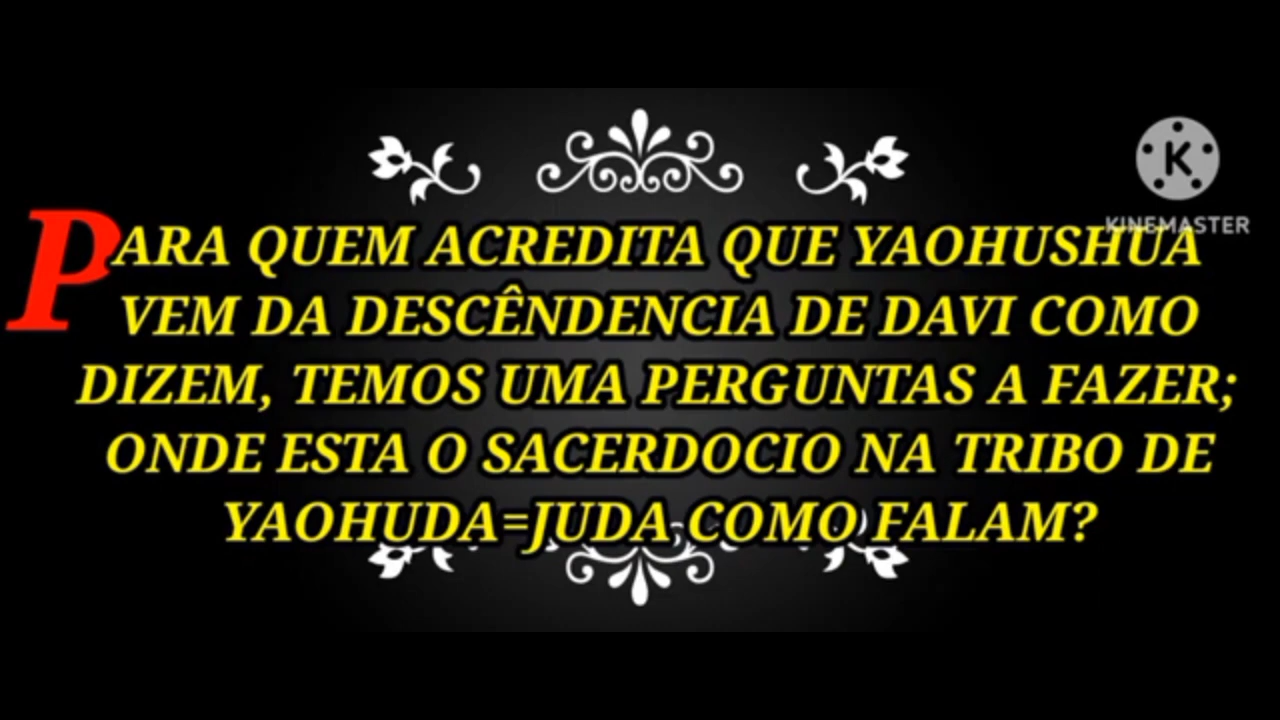 PARA QUEM ACREDITA QUE YAOHUSHUA
VEM DA DESCÊNDENCIA DE DAVI COMO
DIZEM, TEMOS UMA PERGUNTAS A FAZER;
ONDE ESTA O SACERDOCIO NA TRIBO DE
YAOHUDA=JUDA COMO FALAM?
K
KINEMASTER